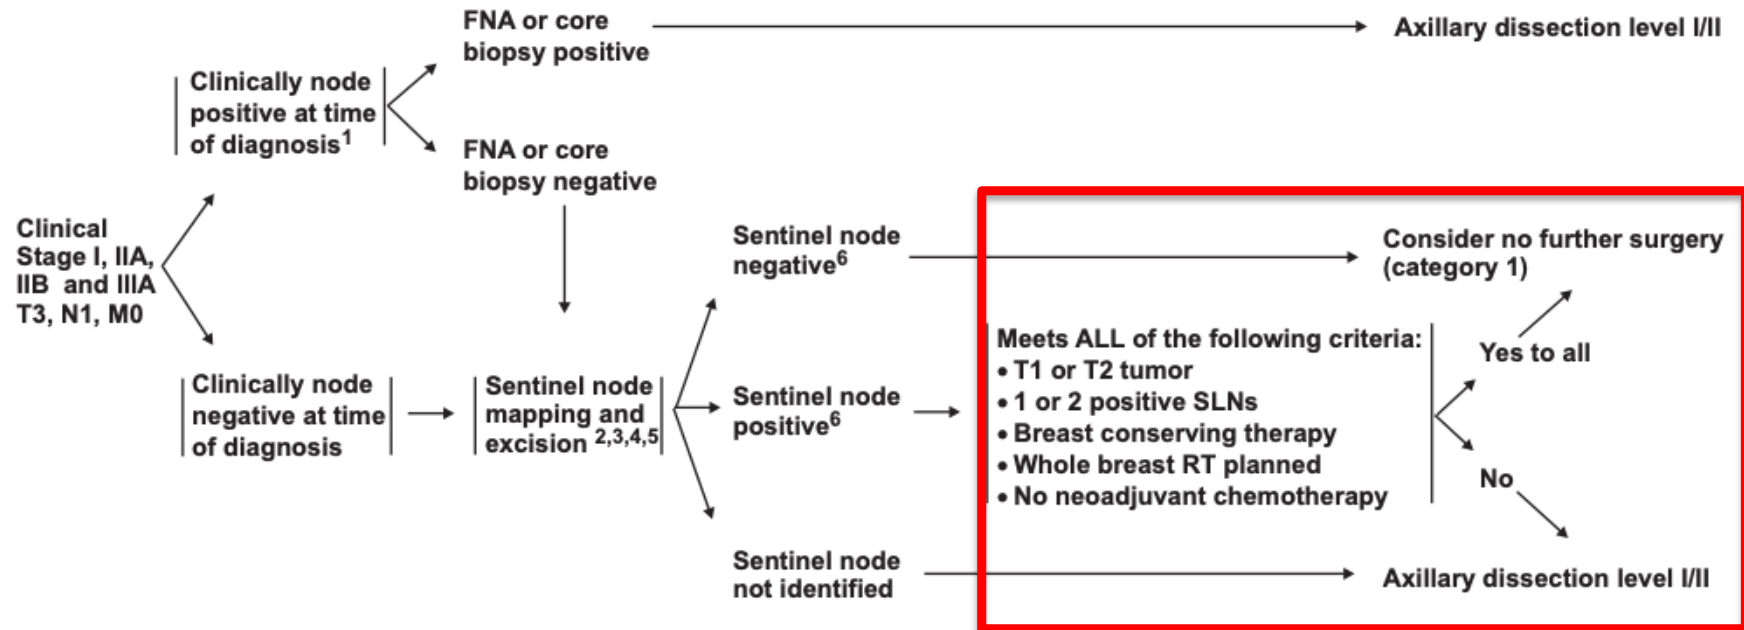 Clinical
Stage I, IIA,
IIB and IIIA
T3, N1, M0
Clinically node
positive at time
of diagnosis1
FNA or core
biopsy positive
Axillary dissection level I/II
FNA or core
biopsy negative
Clinically node
negative at time
of diagnosis
Sentinel node
mapping and
excision 2,3,4,5
Sentinel node
negative6
Consider no further surgery
(category 1)
Sentinel node
positive6
Meets ALL of the following criteria:
• T1 or T2 tumor
• 1 or 2 positive SLNs
• Breast conserving therapy
• Whole breast RT planned
• No neoadjuvant chemotherapy
Yes to all
No
Sentinel node
not identified
Axillary dissection level I/II